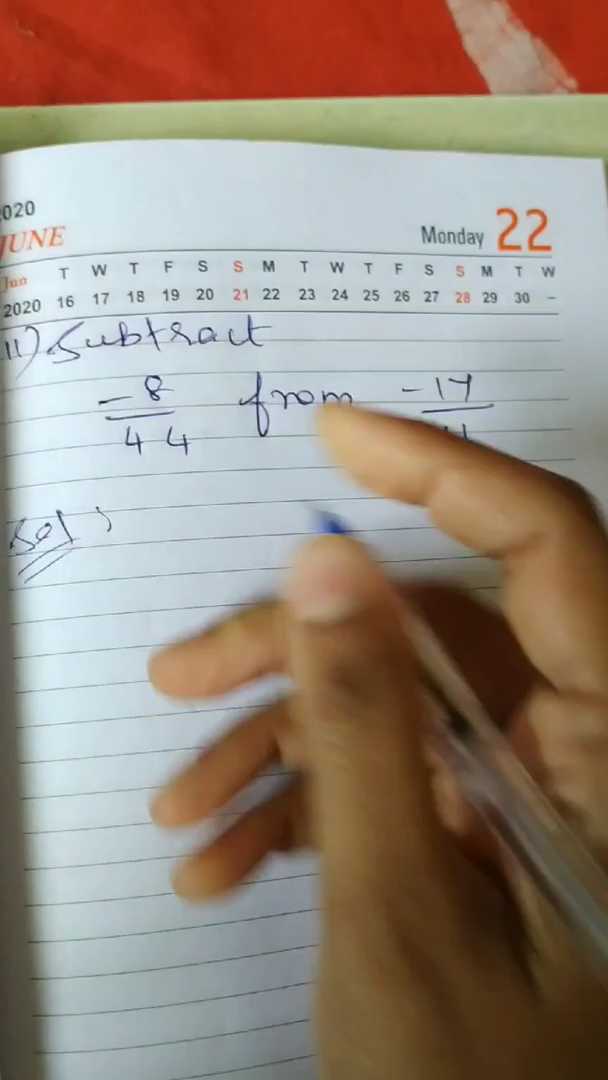 2020
JUNE
Monday 22
Jun T W T F S S M T W T F S S M T W
2020 16 17 18 19 20 21 22 23 24 25 26 27 28 29 30 –
11) Subtract
-8 from -17
44
Sol: